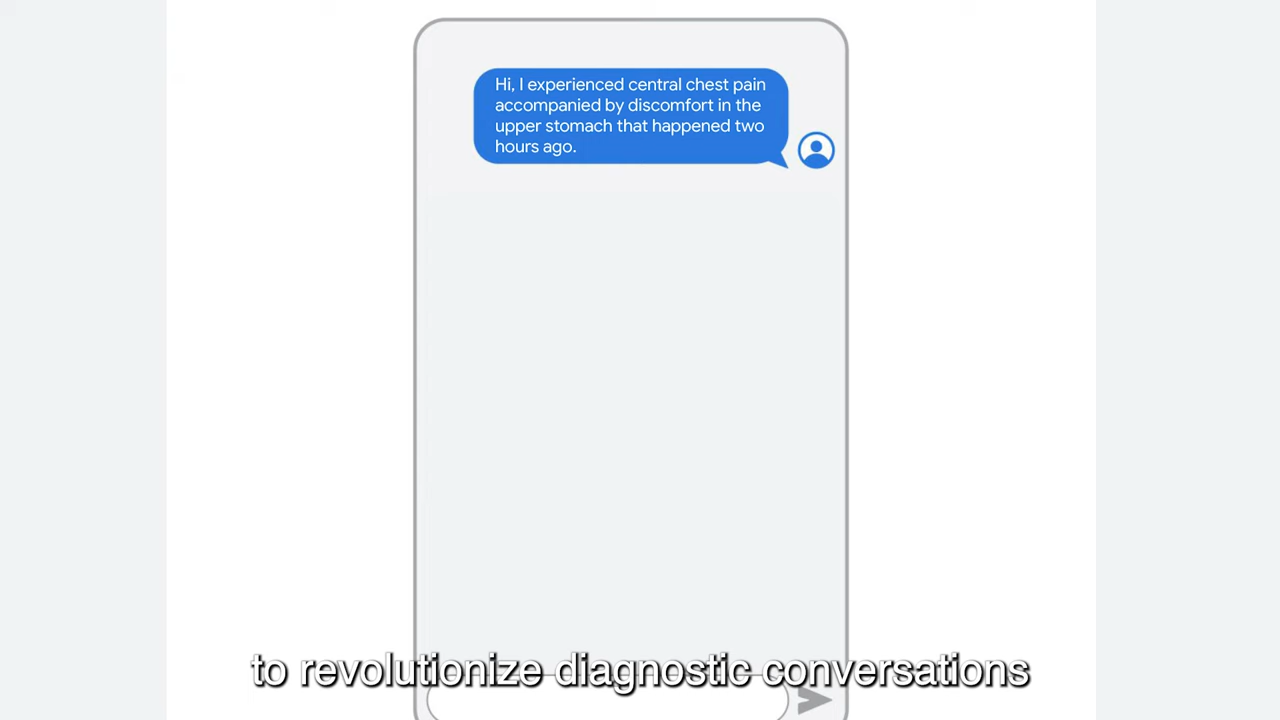 Hi, I experienced central chest pain
accompanied by discomfort in the
upper stomach that happened two
hours ago.
to revolutionize diagnostic conversations